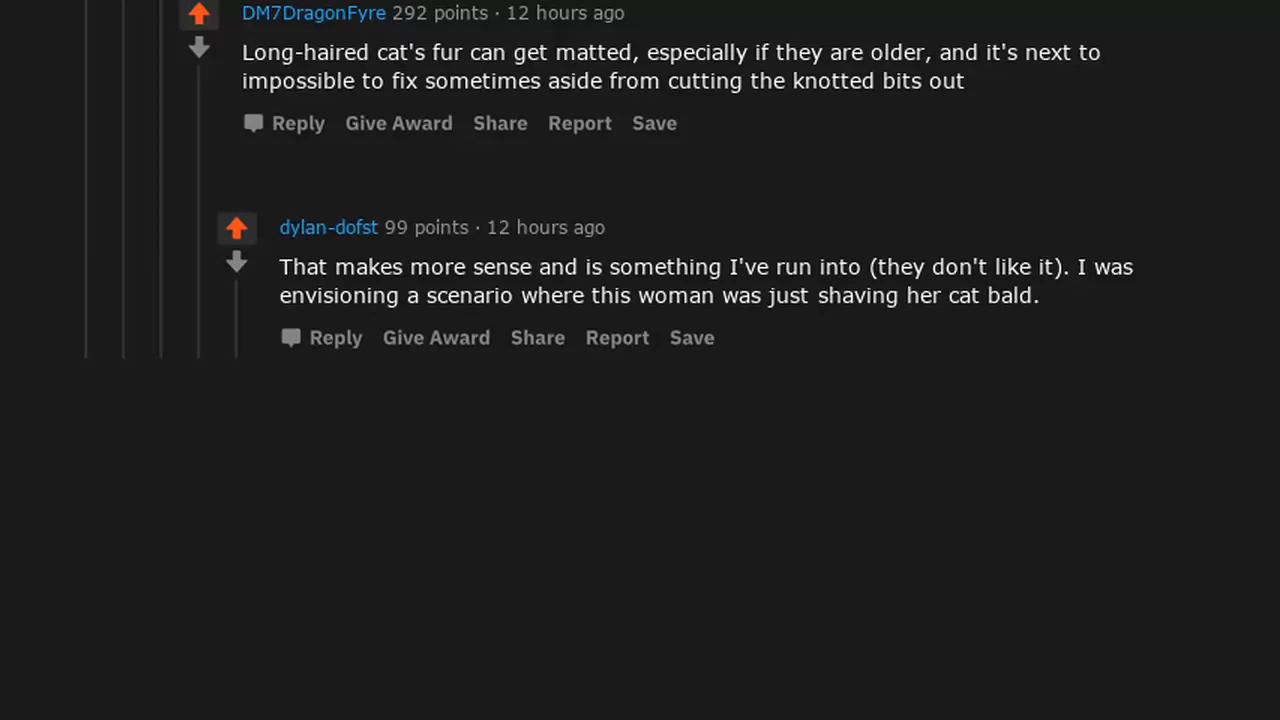 DM7DragonFyre 292 points · 12 hours ago
Long-haired cat's fur can get matted, especially if they are older, and it's next to
impossible to fix sometimes aside from cutting the knotted bits out
Reply Give Award Share Report Save
dylan-dofst 99 points · 12 hours ago
That makes more sense and is something I've run into (they don't like it). I was
envisioning a scenario where this woman was just shaving her cat bald.
Reply Give Award Share Report Save